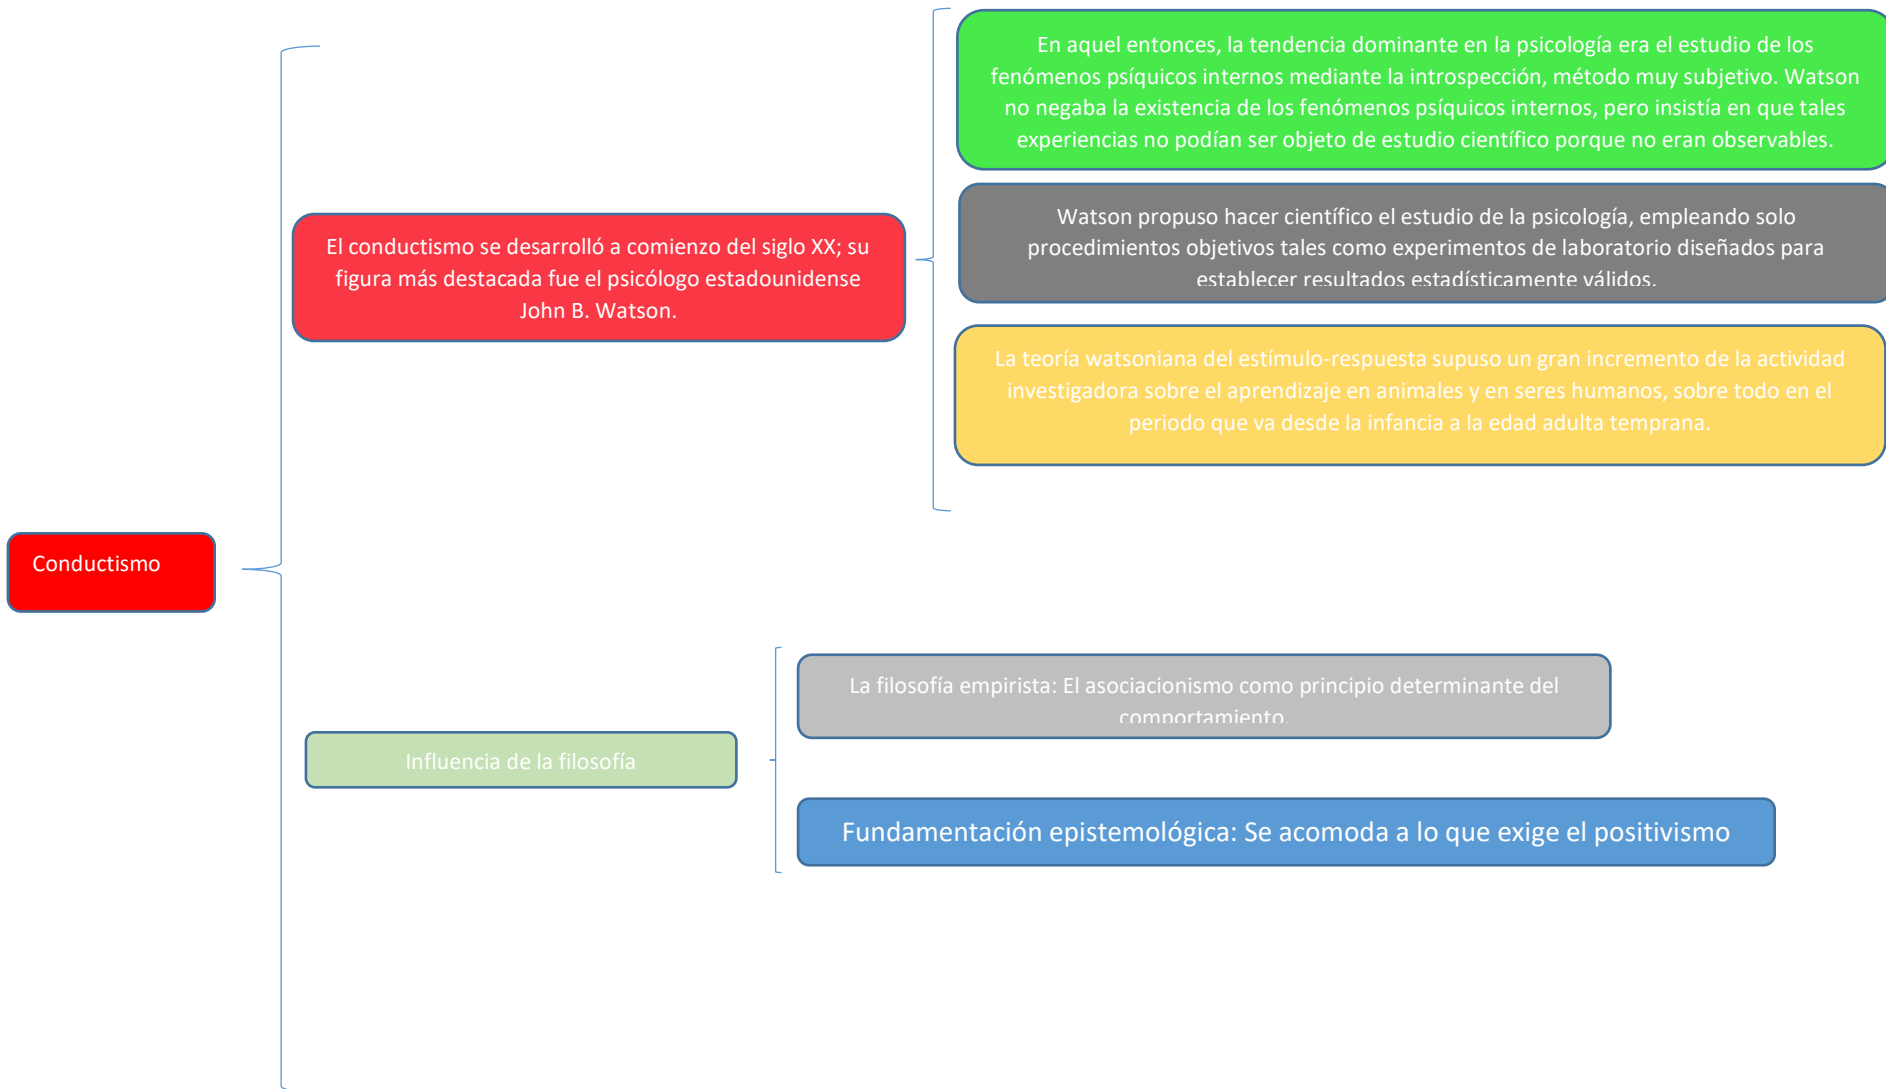 Conductismo
El conductismo se desarrolló a comienzo del siglo XX; su
figura más destacada fue el psicólogo estadounidense
John B. Watson.
En aquel entonces, la tendencia dominante en la psicología era el estudio de los
fenómenos psíquicos internos mediante la introspección, método muy subjetivo. Watson
no negaba la existencia de los fenómenos psíquicos internos, pero insistía en que tales
experiencias no podían ser objeto de estudio científico porque no eran observables.
Watson propuso hacer científico el estudio de la psicología, empleando solo
procedimientos objetivos tales como experimentos de laboratorio diseñados para
establecer resultados estadísticamente válidos.
La teoría watsoniana del estímulo-respuesta supuso un gran incremento de la actividad
investigadora sobre el aprendizaje en animales y en seres humanos, sobre todo en el
periodo que va desde la infancia a la edad adulta temprana.
Influencia de la filosofía
La filosofía empirista: El asociacionismo como principio determinante del
comportamiento.
Fundamentación epistemológica: Se acomoda a lo que exige el positivismo